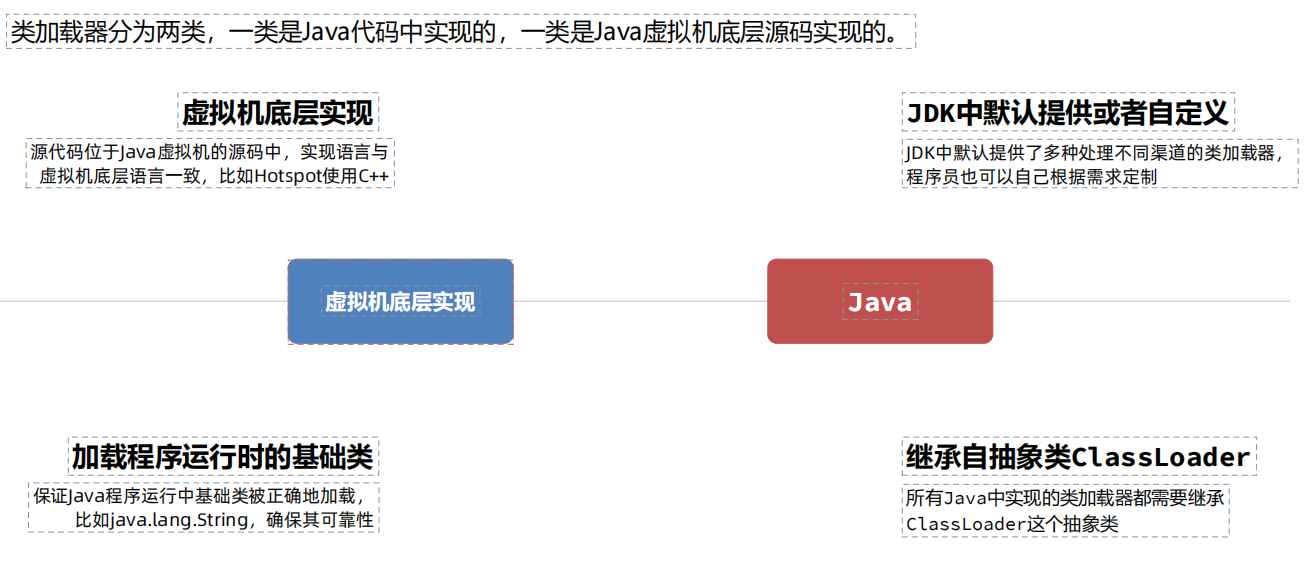 类加载器分为两类，一类是Java代码中实现的，一类是Java虚拟机底层源码实现的。
虚拟机底层实现
源代码位于Java虚拟机的源码中，实现语言与
虚拟机底层语言一致，比如Hotspot使用C++
JDK中默认提供或者自定义
JDK中默认提供了多种处理不同渠道的类加载器，
程序员也可以自己根据需求定制
虚拟机底层实现
Java
加载程序运行时的基础类
保证Java程序运行中基础类被正确地加载，
比如java.lang.String，确保其可靠性
继承自抽象类ClassLoader
所有Java中实现的类加载器都需要继承
ClassLoader这个抽象类